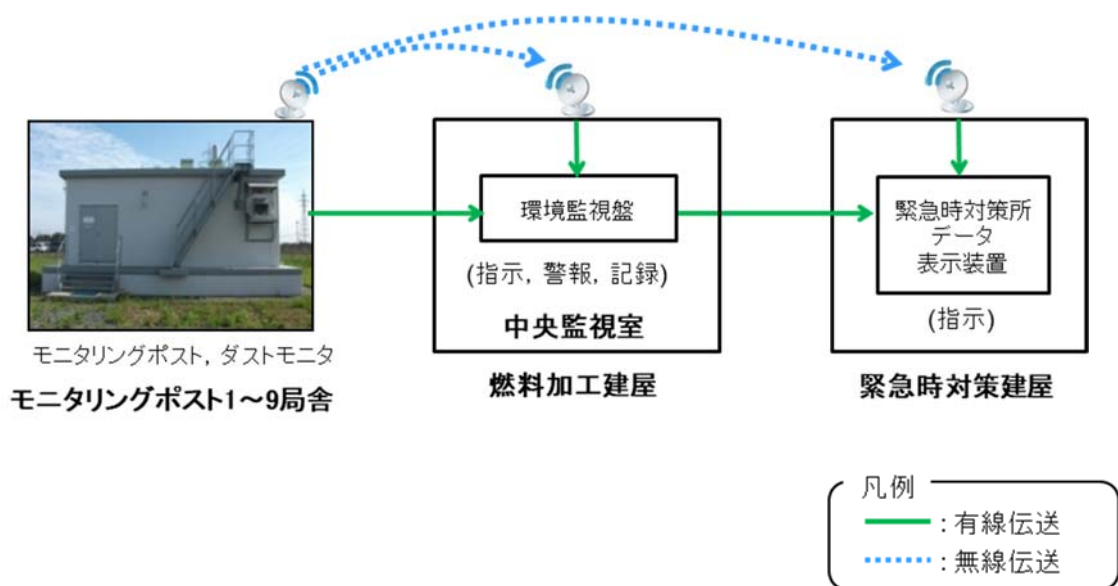 環境監視盤
(指示, 警報, 記録)
中央監視室
燃料加工建屋
緊急時対策所
データ
表示装置
(指示)
緊急時対策建屋
モニタリングポスト, ダストモニタ
モニタリングポスト1～9局舎
凡例
: 有線伝送
: 無線伝送